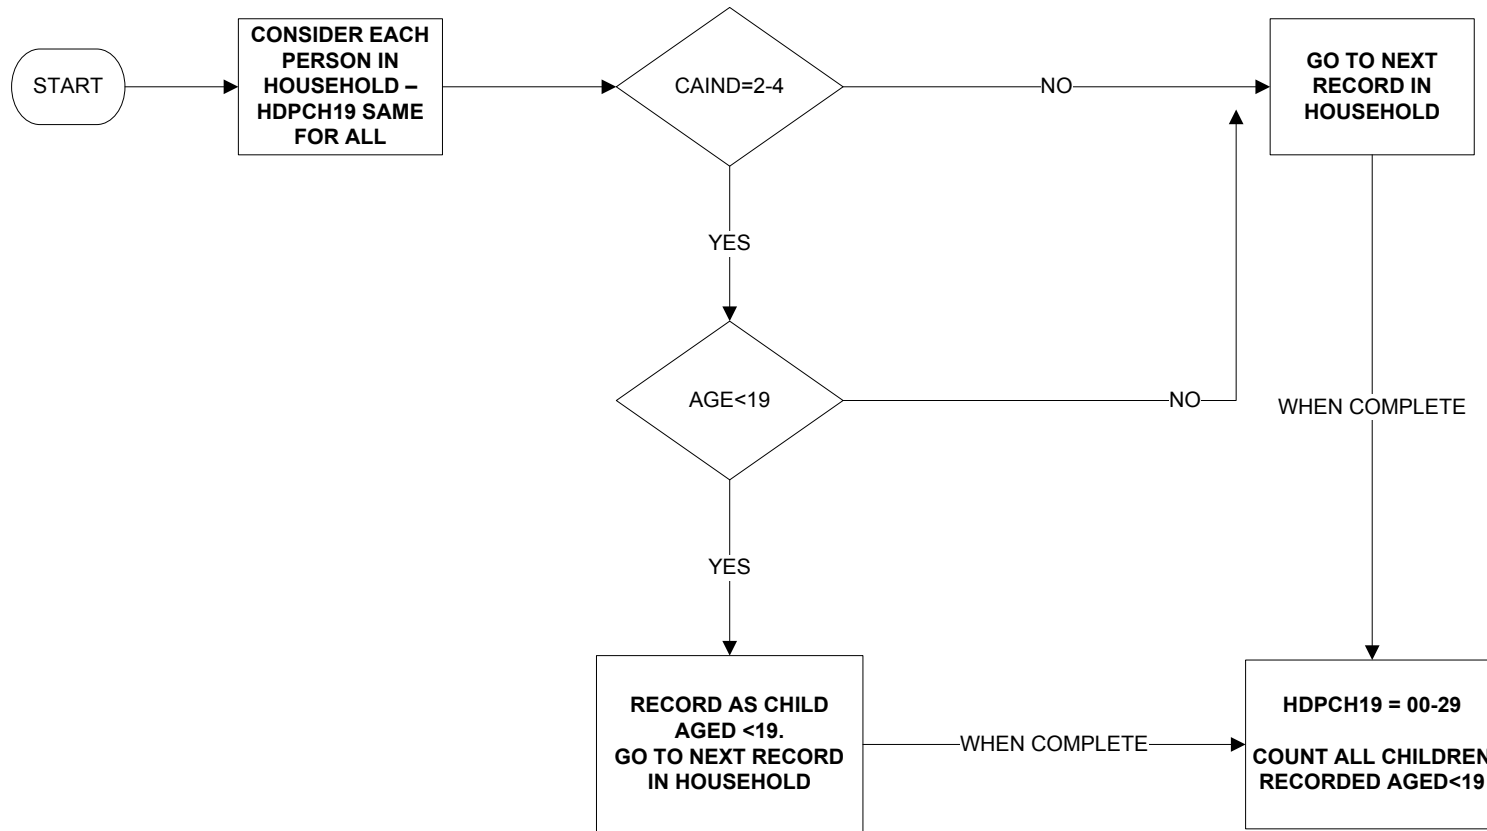 START
CONSIDER EACH
PERSON IN
HOUSEHOLD –
HDPCH19 SAME
FOR ALL
CAIND=2-4
NO
GO TO NEXT
RECORD IN
HOUSEHOLD
YES
AGE<19
NO
WHEN COMPLETE
YES
RECORD AS CHILD
AGED <19.
GO TO NEXT RECORD
IN HOUSEHOLD
WHEN COMPLETE
HDPCH19 = 00-29
COUNT ALL CHILDREN
RECORDED AGED<19